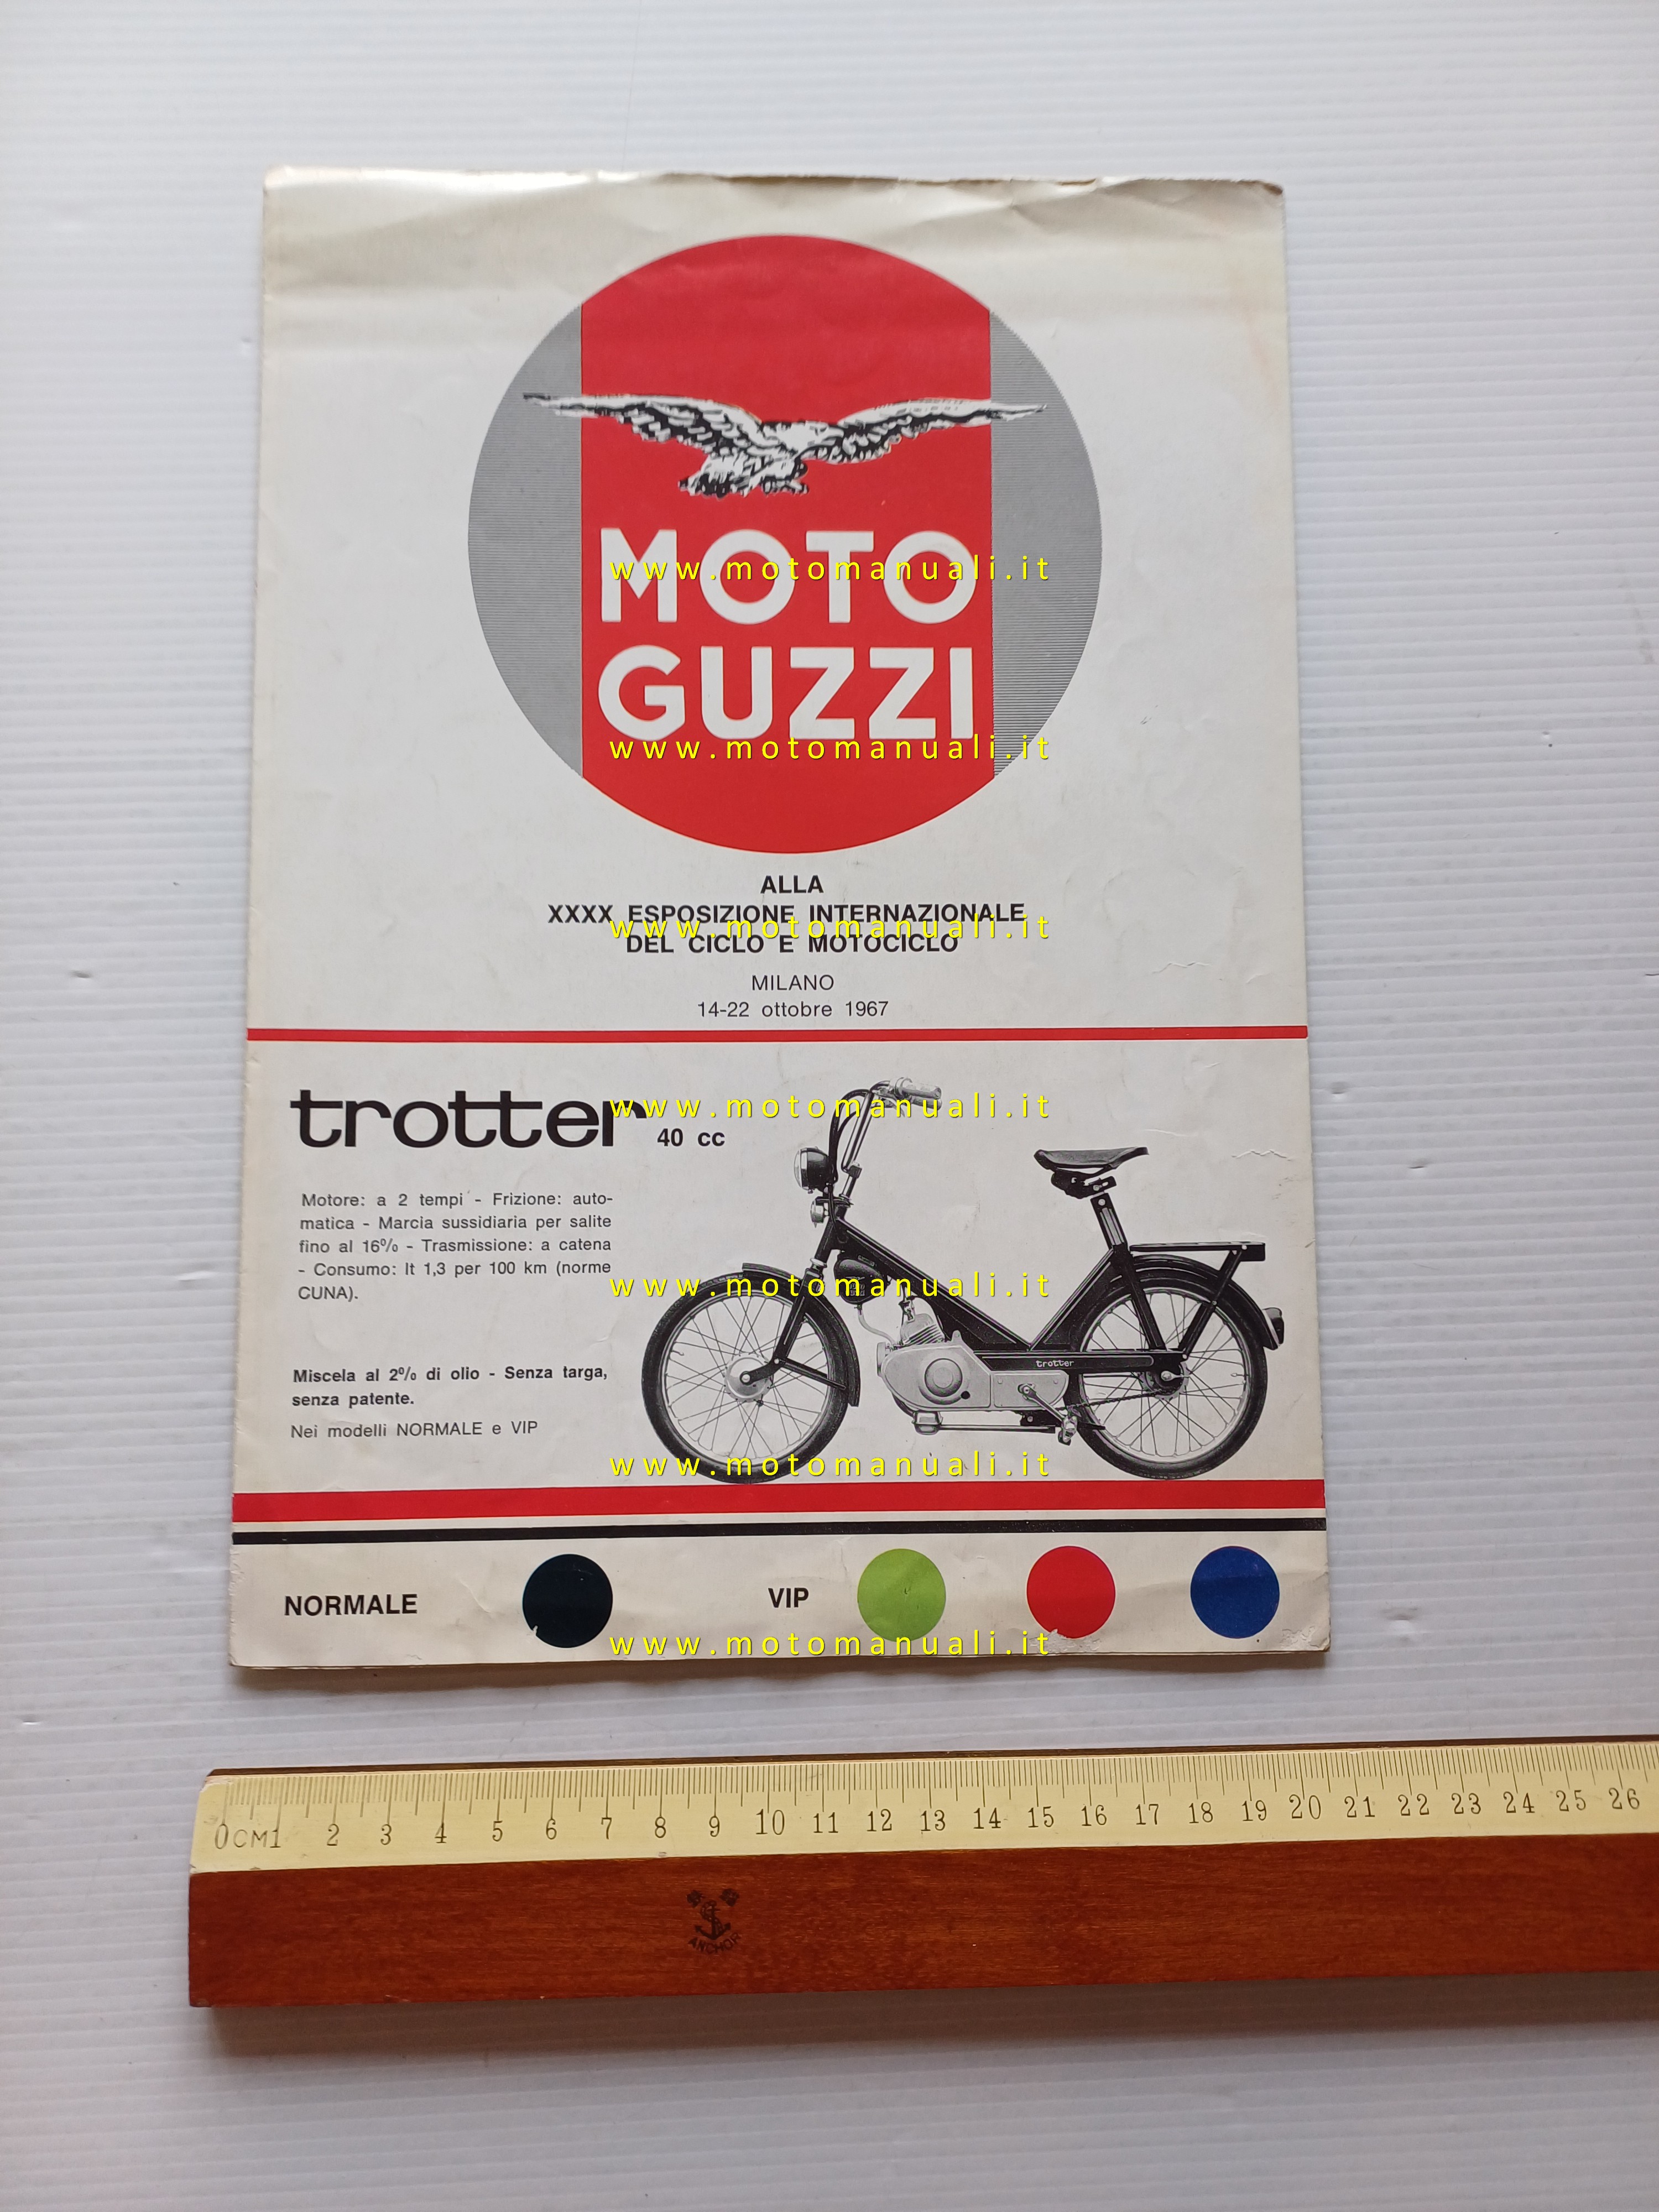 MOTO
GUZZI
www.motomanuali.it
www.motomanuali.it
ALLA
XXXX ESPOSIZIONE INTERNAZIONALE
www.motomanuali.it
DEL CICLO E MOTOCICLO
MILANO
14-22 ottobre 1967
trotter 40 cc
www.motomanuali.it
Motore: a 2 tempi - Frizione: auto-
matica - Marcia sussidiaria per salite
fino al 16% - Trasmissione: a catena
- Consumo: lt 1,3 per 100 km (norme
CUNA).
www.motomanuali.it
trotter
Miscela al 2% di olio - Senza targa,
senza patente.
Nei modelli NORMALE e VIP
www.motomanuali.it
NORMALE VIP
www.motomanuali.it
0CM1 2 3 4 5 6 7 8 9 10 11 12 13 14 15 16 17 18 19 20 21 22 23 24 25 26
ANCHOR